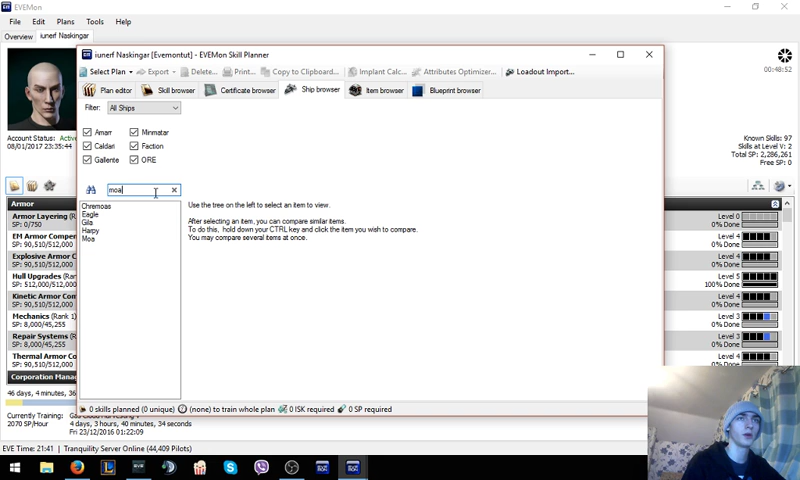 EVEMon
File Edit Plans Tools Help
Overview iunerf Naskingar
iunerf Naskingar [Evemontut] - EVEMon Skill Planner
Select Plan Export Delete... Print... Copy to Clipboard... Implant Calc... Attributes Optimizer... Loadout Import...
Plan editor Skill browser Certificate browser Ship browser Item browser Blueprint browser
00:48:52
Filter: All Ships
Amarr Minmatar
Caldari Faction
Gallente ORE
Account Status: Active
08/01/2017 23:35:44
Known Skills: 97
Skills at Level V: 2
Total SP: 2,286,261
Free SP: 0
moa
Chremoas
Eagle
Gila
Harpy
Moa
Use the tree on the left to select an item to view.
After selecting an item, you can compare similar items.
To do this, hold down your CTRL key and click the item you wish to compare.
You may compare several items at once.
Armor
Armor Layering (R
SP: 0/750
Level 0
0% Done
EM Armor Compen
SP: 90,510/512,000
Level 4
0% Done
Explosive Armor C
SP: 90,510/512,000
Level 4
0% Done
Hull Upgrades (Ra
SP: 512,000/512,000
Level 5
100% Done
Kinetic Armor Com
SP: 90,510/512,000
Level 4
0% Done
Mechanics (Rank 1)
SP: 8,000/45,255
Level 3
0% Done
Repair Systems (R
SP: 8,000/45,255
Level 3
0% Done
Thermal Armor Co
SP: 90,510/512,000
Level 4
Corporation Manag
46 days, 4 minutes, 36
0 skills planned (0 unique) (none) to train whole plan 0 ISK required 0 SP required
Currently Training:
2070 SP/Hour
4 days, 3 hours, 40 minutes, 34 seconds
Fri 23/12/2016 01:22:09
EVE Time: 21:41 | Tranquility Server Online (44,409 Pilots)